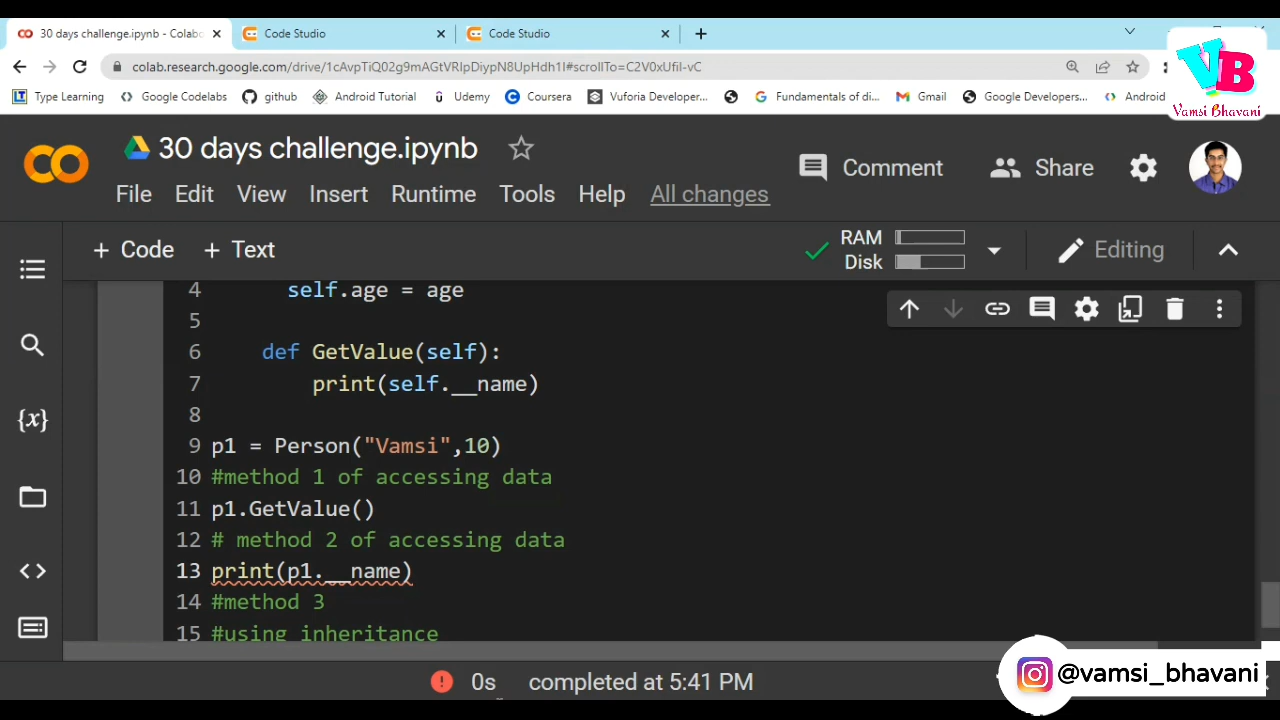 30 days challenge.ipynb - Colabo
Code Studio
Code Studio
VB
colab.research.google.com/drive/1cAvpTiQ02g9mAGtVRlpDiypN9UpHdh1I#scrollTo=C2V0xUfiI-vC
Type Learning
Google Codelabs
github
Android Tutorial
Udemy
Coursera
Vuforia Developer...
Fundamentals of di...
Gmail
Google Developers...
Android
Vamsi Bhavani
30 days challenge.ipynb
Comment
Share
File Edit View Insert Runtime Tools Help All changes
+ Code + Text
RAM
Disk
Editing
4 self.age = age
5
6 def GetValue(self):
7 print(self.__name)
8
9 p1 = Person("Vamsi",10)
10 #method 1 of accessing data
11 p1.GetValue()
12 # method 2 of accessing data
13 print(p1.__name)
14 #method 3
15 #using inheritance
0s completed at 5:41 PM
@vamsi_bhavani